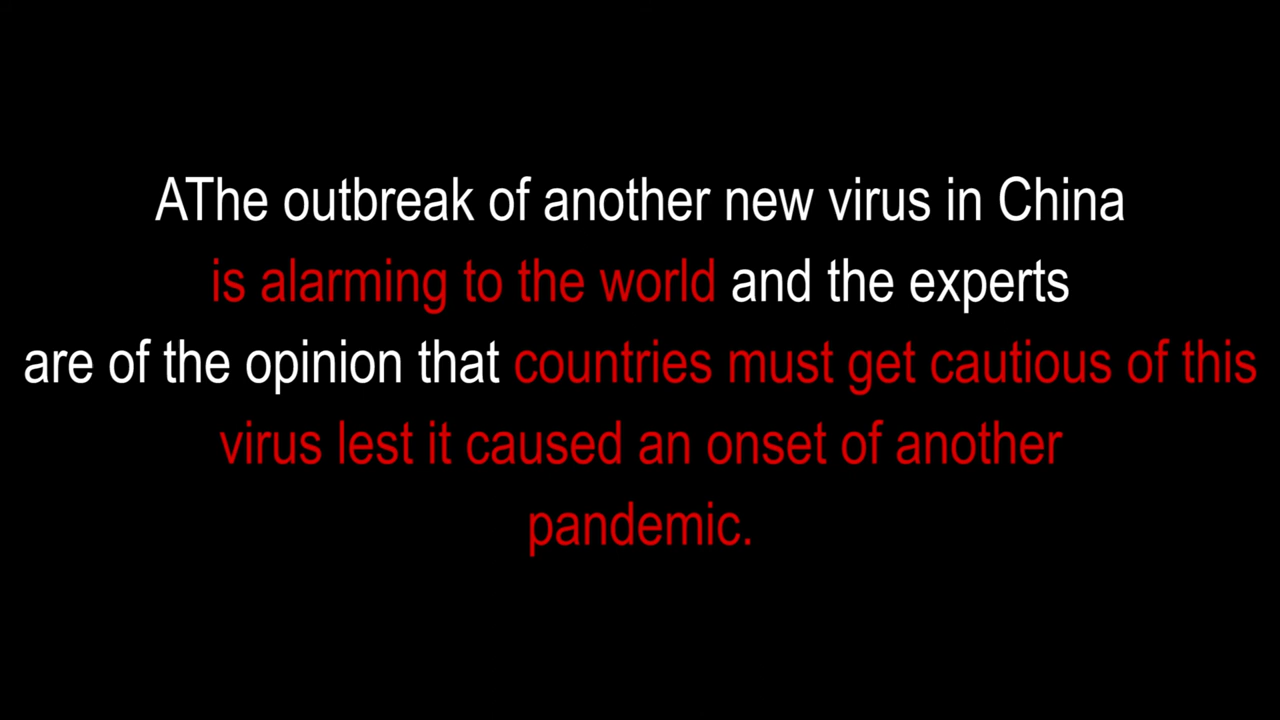 AThe outbreak of another new virus in China
is alarming to the world and the experts
are of the opinion that countries must get cautious of this
virus lest it caused an onset of another
pandemic.